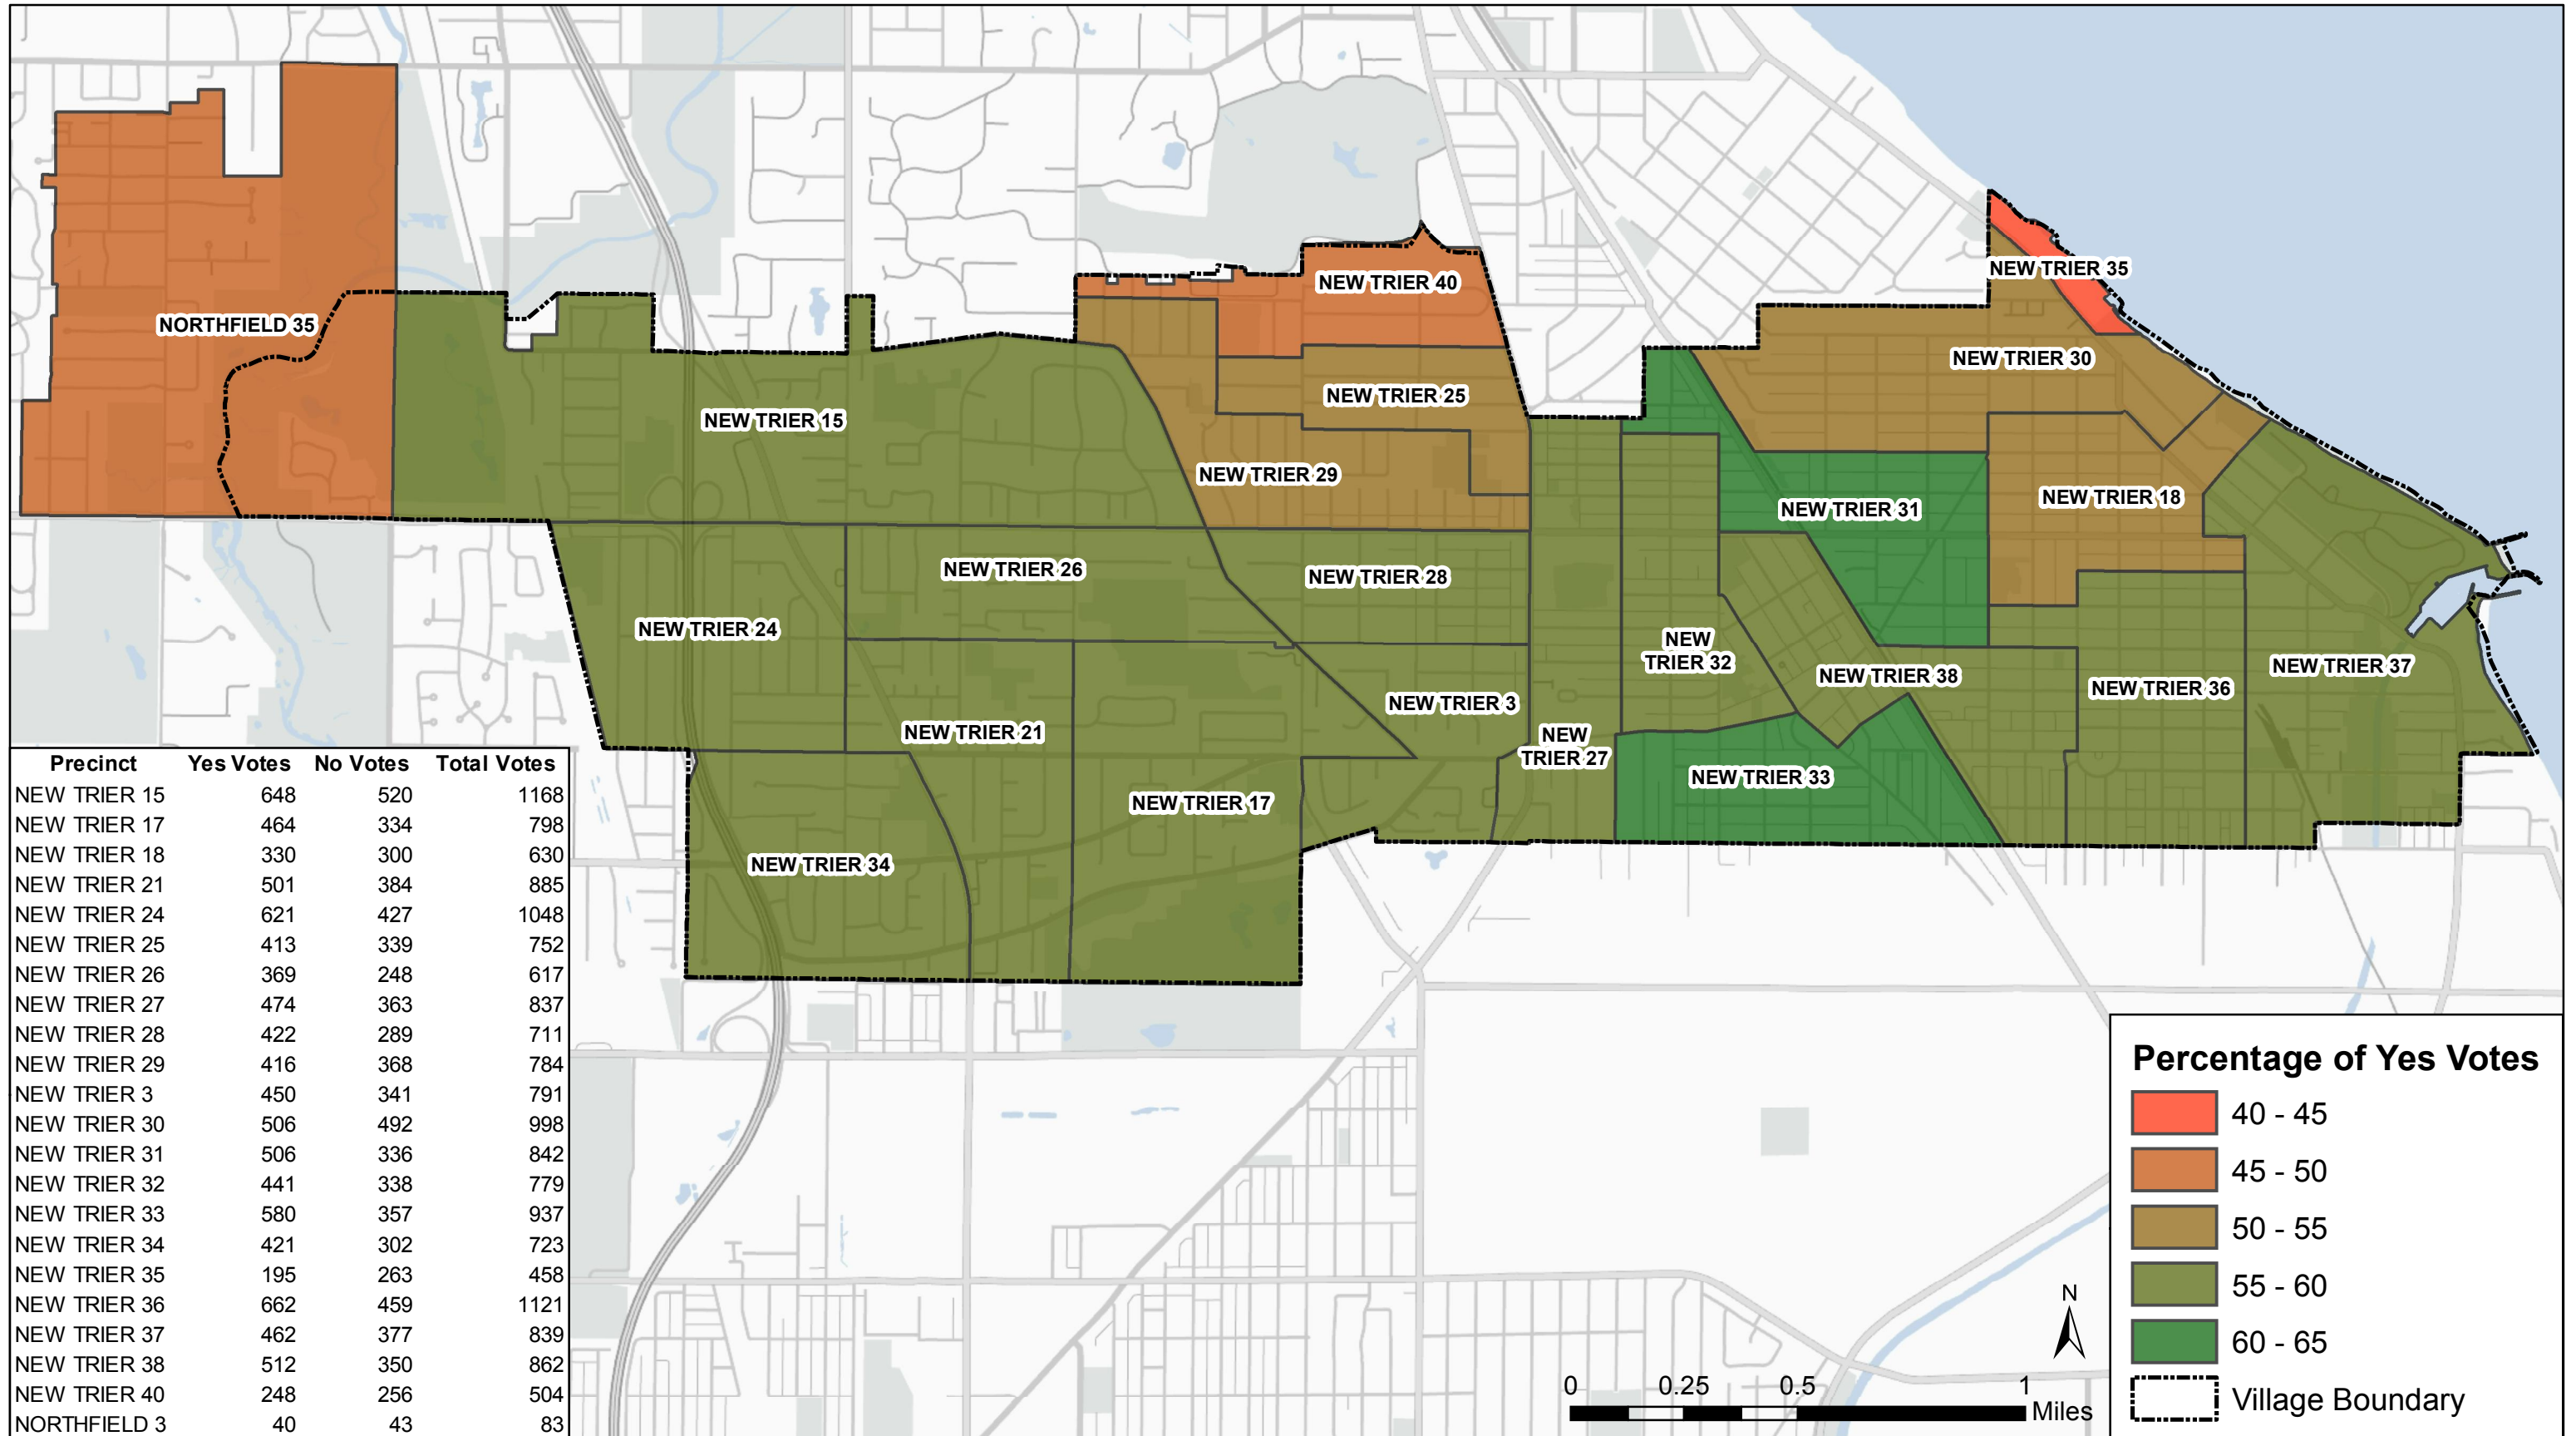 NEW TRIER 35
NEW TRIER 40
NORTHFIELD 35
NEW TRIER 30
NEW TRIER 25
NEW TRIER 15
NEW TRIER 29
NEW TRIER 18
NEW TRIER 31
NEW TRIER 26
NEW TRIER 28
NEW TRIER 24
NEW
TRIER 32
NEW TRIER 37
NEW TRIER 38
NEW TRIER 36
NEW TRIER 3
NEW TRIER 21
NEW
TRIER 27
NEW TRIER 33
NEW TRIER 17
NEW TRIER 34
Precinct Yes Votes No Votes Total Votes
NEW TRIER 15 648 520 1168
NEW TRIER 17 464 334 798
NEW TRIER 18 330 300 630
NEW TRIER 21 501 384 885
NEW TRIER 24 621 427 1048
NEW TRIER 25 413 339 752
NEW TRIER 26 369 248 617
NEW TRIER 27 474 363 837
NEW TRIER 28 422 289 711
NEW TRIER 29 416 368 784
NEW TRIER 3 450 341 791
NEW TRIER 30 506 492 998
NEW TRIER 31 506 336 842
NEW TRIER 32 441 338 779
NEW TRIER 33 580 357 937
NEW TRIER 34 421 302 723
NEW TRIER 35 195 263 458
NEW TRIER 36 662 459 1121
NEW TRIER 37 462 377 839
NEW TRIER 38 512 350 862
NEW TRIER 40 248 256 504
NORTHFIELD 3 40 43 83
Percentage of Yes Votes
40 - 45
45 - 50
50 - 55
55 - 60
60 - 65
Village Boundary
N
0 0.25 0.5 1
Miles